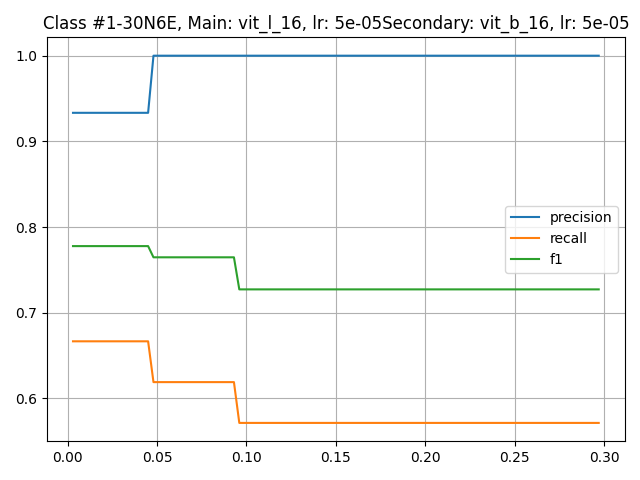 Class #1-30N6E, Main: vit_l_16, lr: 5e-05Secondary: vit_b_16, lr: 5e-05
1.0
0.9
0.8
0.7
0.6
precision
recall
f1
0.00 0.05 0.10 0.15 0.20 0.25 0.30